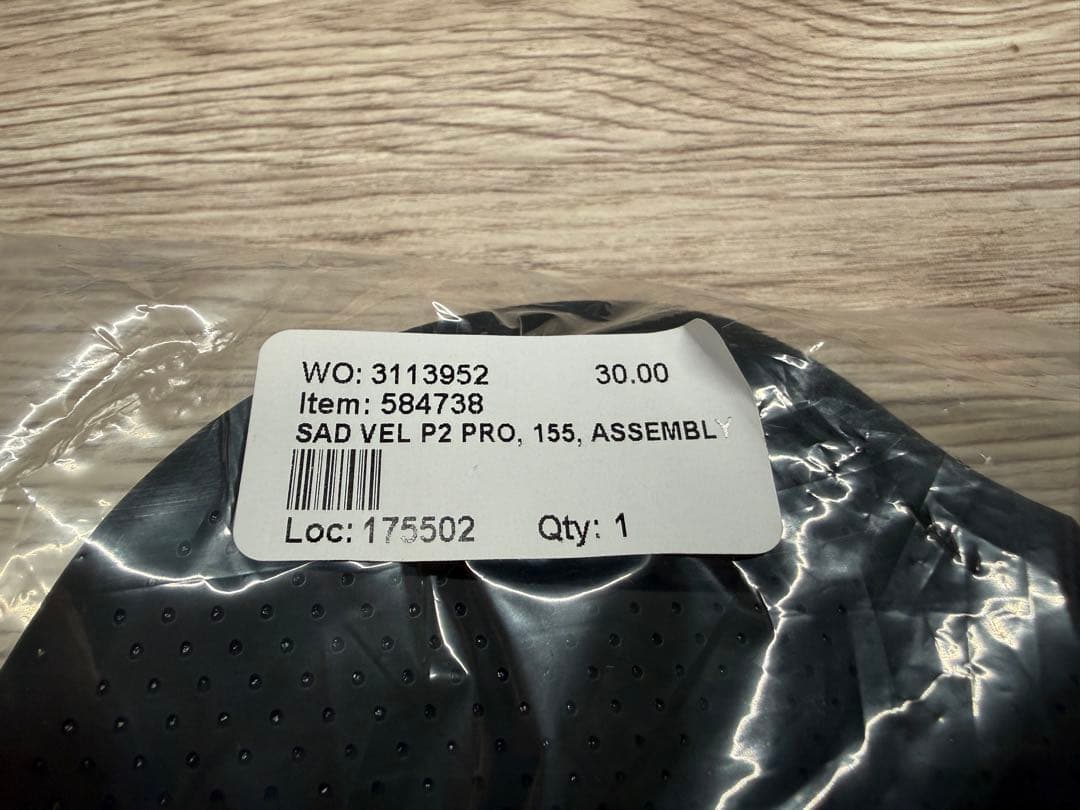 WO: 3113952 30.00
Item: 584738
SAD VEL P2 PRO, 155, ASSEMBLY
Loc: 175502 Qty: 1